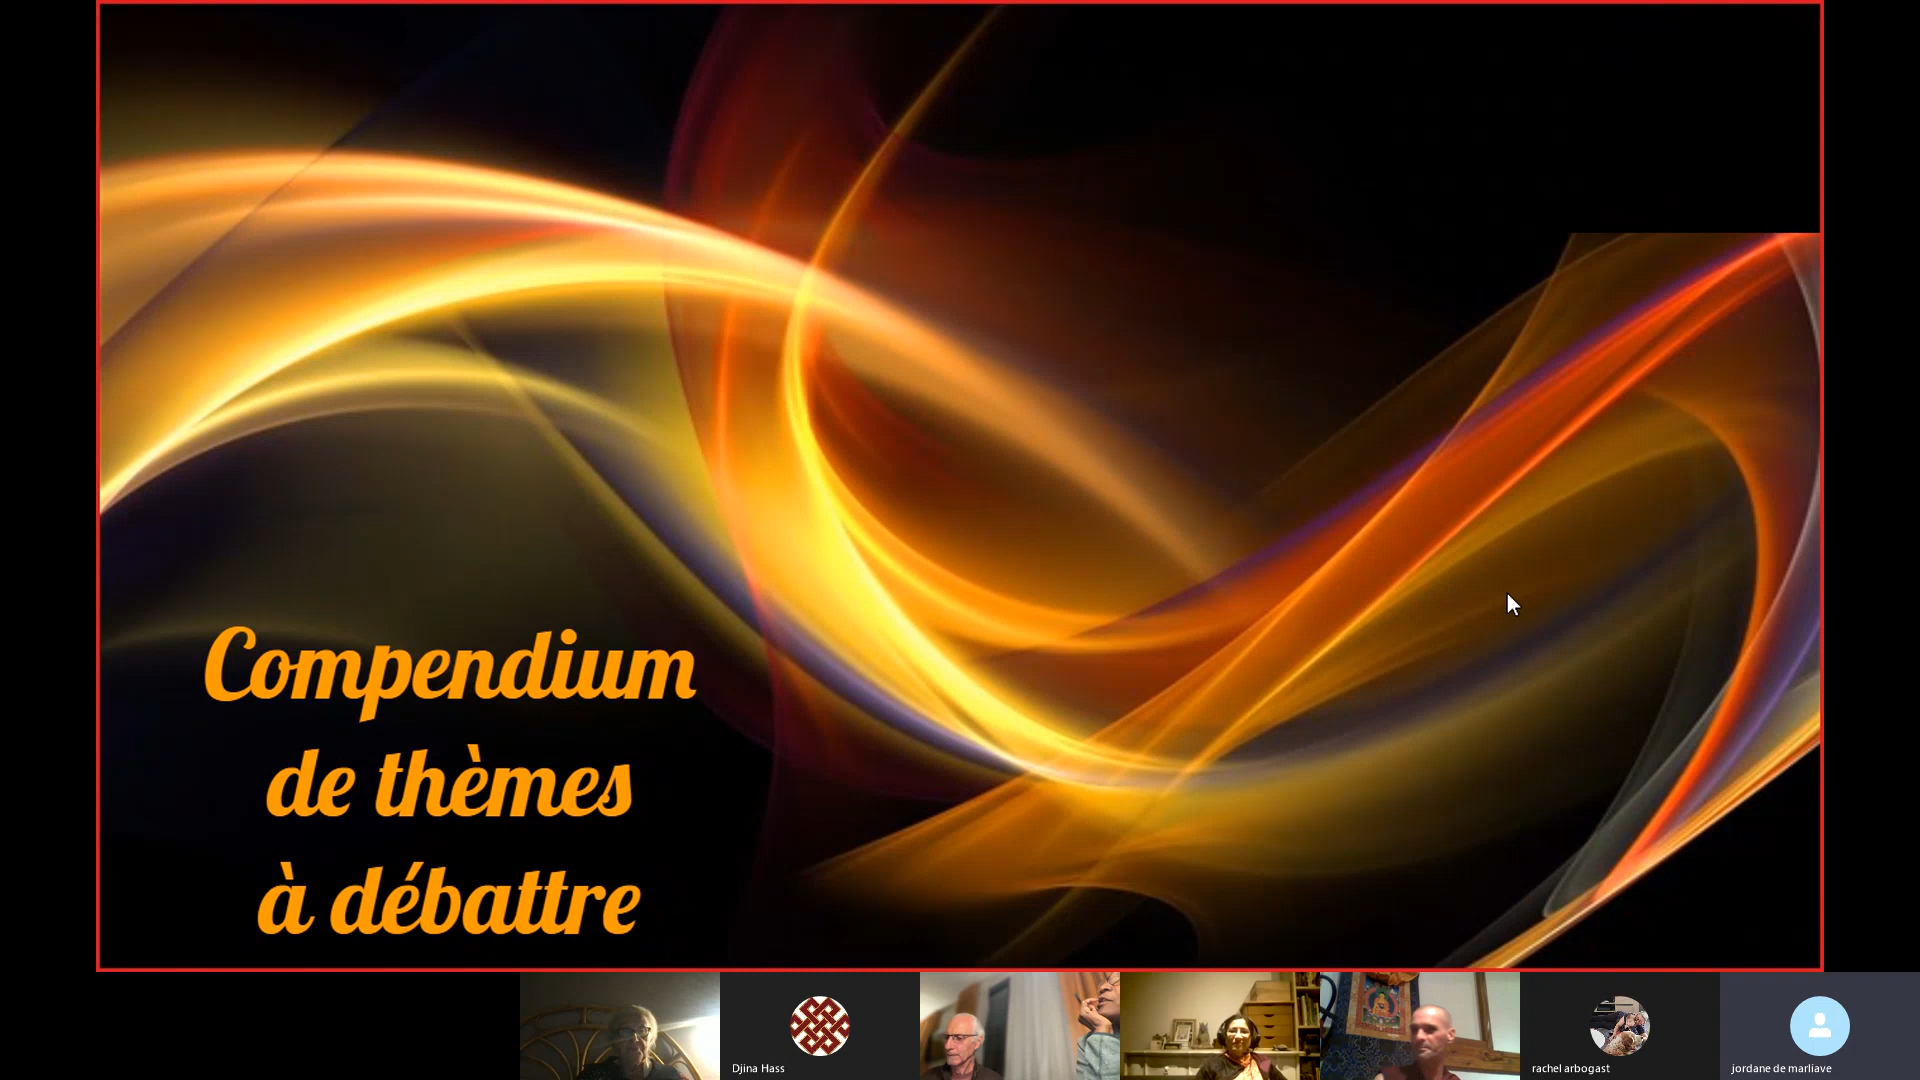 Compendium
de thèmes
à débattre
Djina Hass
rachel arbogast
jordane de marliave